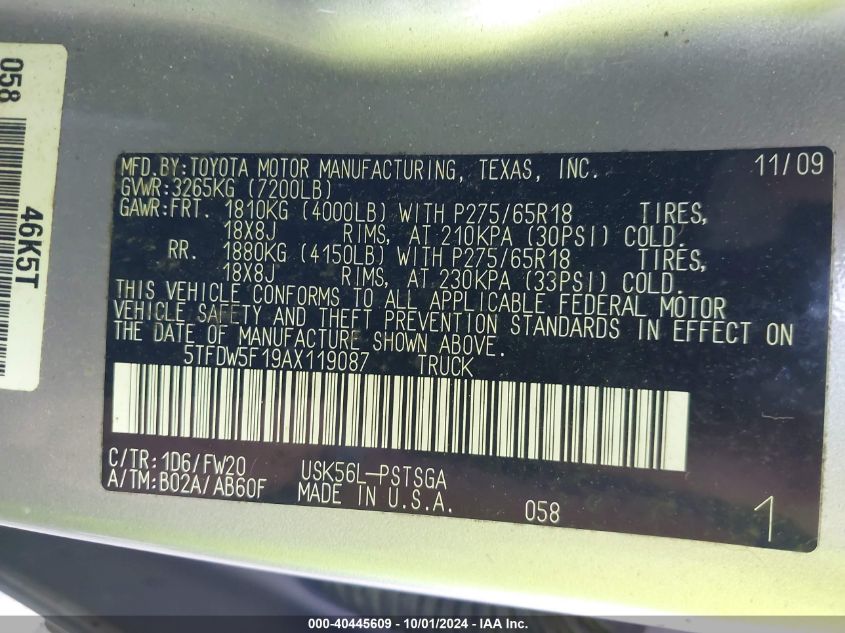 MFD.BY:TOYOTA MOTOR MANUFACTURING, TEXAS, INC. 11/09
GVWR:3265KG (7200LB)
GAWR:FRT. 1810KG (4000LB) WITH P275/65R18 TIRES,
18X8J RIMS, AT 210KPA (30PSI) COLD.
RR. 1880KG (4150LB) WITH P275/65R18 TIRES,
18X8J RIMS, AT 230KPA (33PSI) COLD.
THIS VEHICLE CONFORMS TO ALL APPLICABLE FEDERAL MOTOR
VEHICLE SAFETY AND THEFT PREVENTION STANDARDS IN EFFECT ON
THE DATE OF MANUFACTURE SHOWN ABOVE.
5TFDW5F19AX119087 TRUCK
C/TR:1D6/FW20 USK56L-PSTSGA
A/TM:B02A/AB60F MADE IN U.S.A. 058 1
058
46K5T
000-40445609 - 10/01/2024 - IAA Inc.